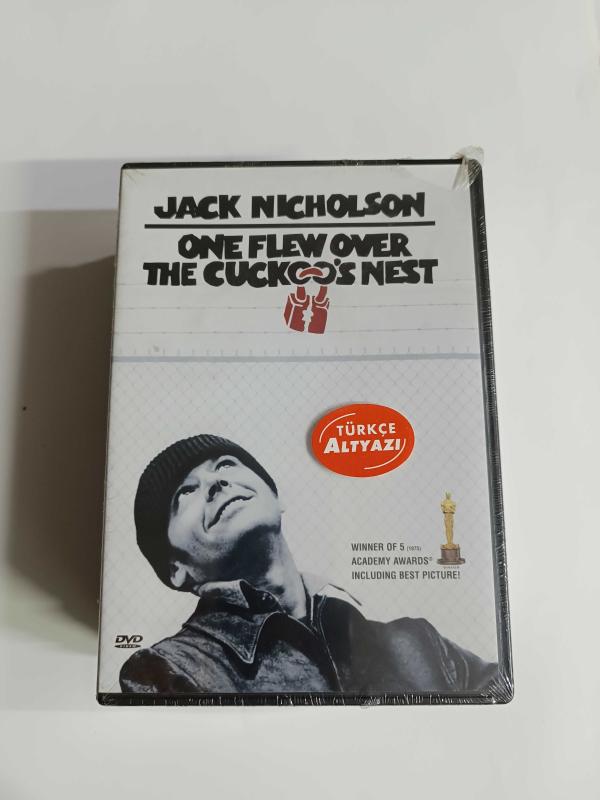 JACK NICHOLSON
ONE FLEW OVER
THE CUCKOO'S NEST
TÜRKÇE
ALTYAZI
WINNER OF 5 (1975)
ACADEMY AWARDS®
INCLUDING BEST PICTURE!
DVD
VIDEO